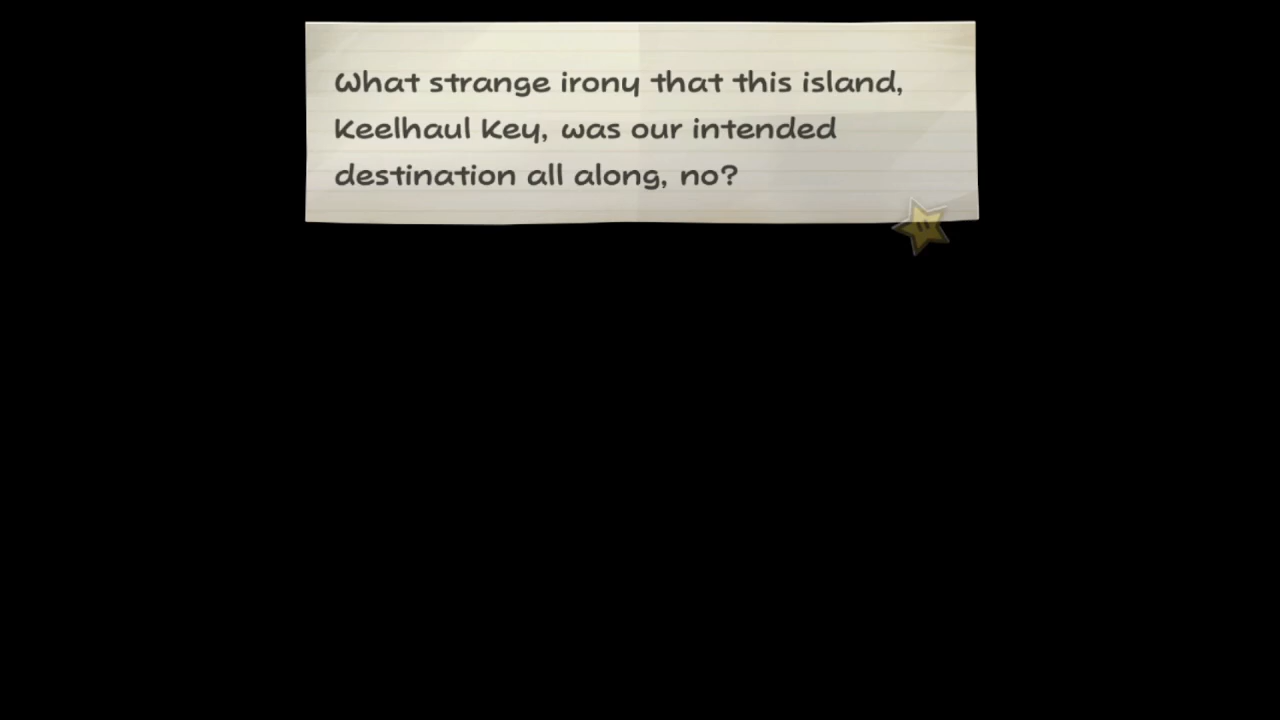 What strange irony that this island,
Keelhaul Key, was our intended
destination all along, no?